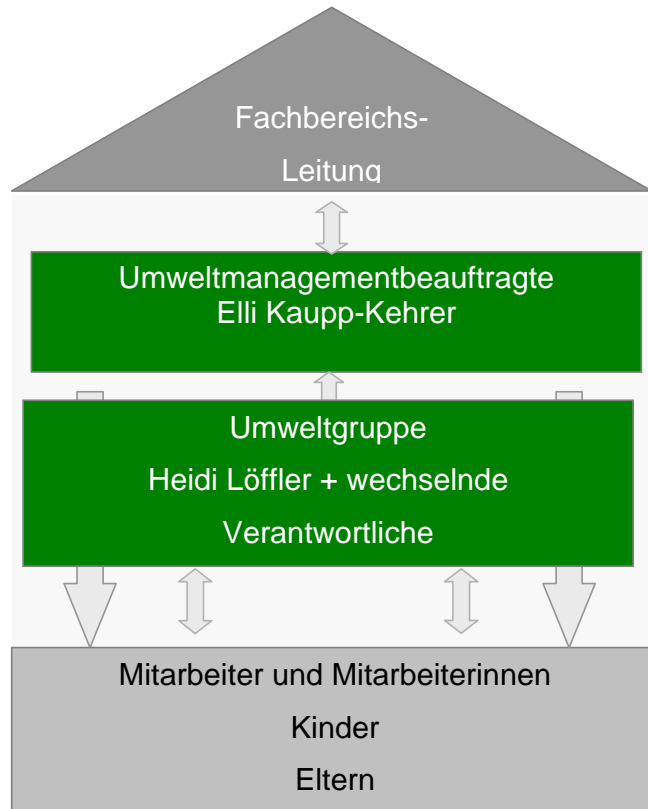 Fachbereichs-
Leitung
Umweltmanagementbeauftragte
Elli Kaupp-Kehrer
Umweltgruppe
Heidi Löffler + wechselnde
Verantwortliche
Mitarbeiter und Mitarbeiterinnen
Kinder
Eltern